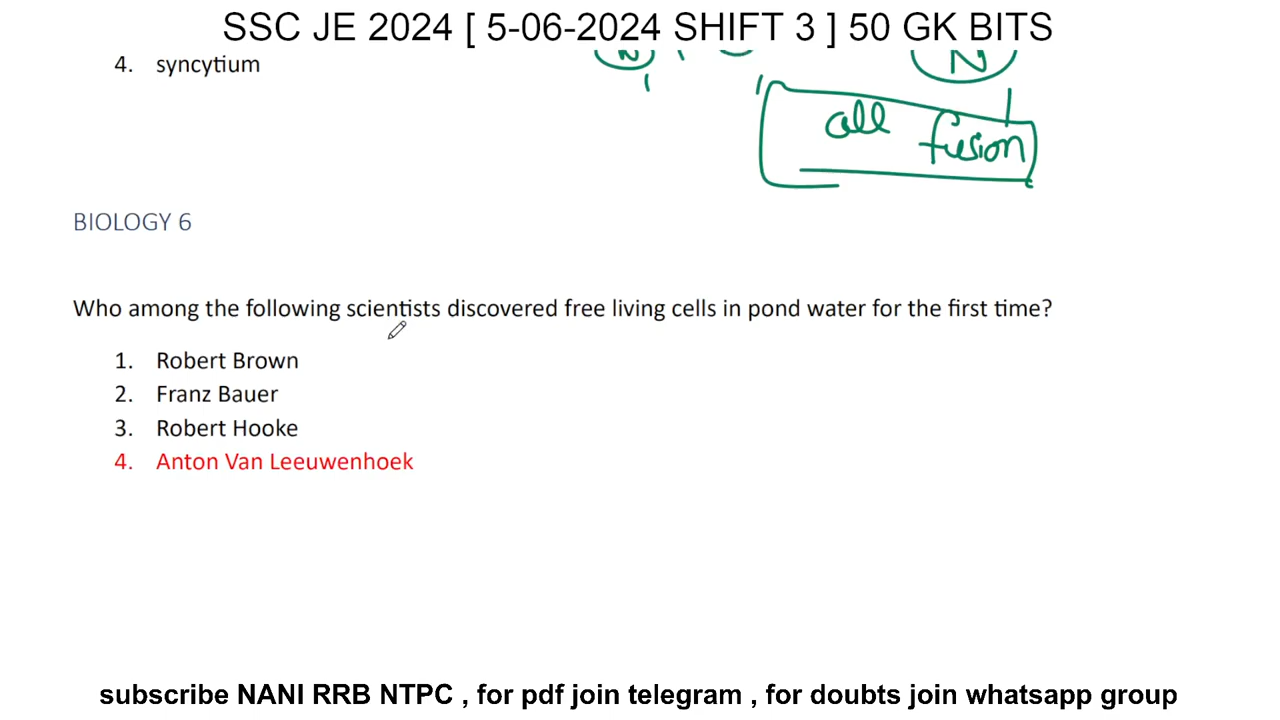 SSC JE 2024 [ 5-06-2024 SHIFT 3 ] 50 GK BITS
4. syncytium
N N
all fusion
BIOLOGY 6
Who among the following scientists discovered free living cells in pond water for the first time?
1. Robert Brown
2. Franz Bauer
3. Robert Hooke
4. Anton Van Leeuwenhoek
subscribe NANI RRB NTPC , for pdf join telegram , for doubts join whatsapp group